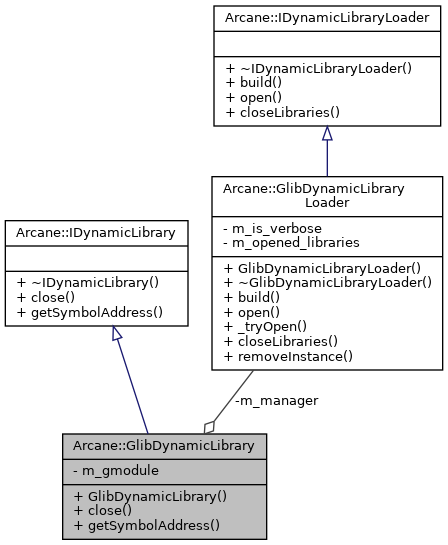 Arcane::IDynamicLibraryLoader
+ ~IDynamicLibraryLoader()
+ build()
+ open()
+ closeLibraries()
Arcane::GlibDynamicLibrary
Loader
- m_is_verbose
- m_opened_libraries
+ GlibDynamicLibraryLoader()
+ ~GlibDynamicLibraryLoader()
+ build()
+ open()
+ _tryOpen()
+ closeLibraries()
+ removeInstance()
Arcane::IDynamicLibrary
+ ~IDynamicLibrary()
+ close()
+ getSymbolAddress()
-m_manager
Arcane::GlibDynamicLibrary
- m_gmodule
+ GlibDynamicLibrary()
+ close()
+ getSymbolAddress()